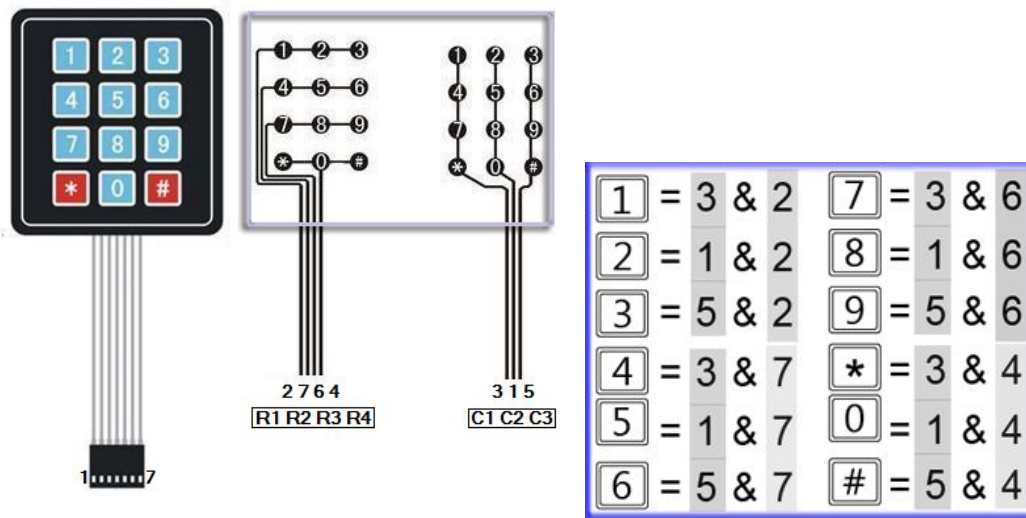 1 2 3
4 5 6
7 8 9
* 0 #
1 7
1 2 3
4 5 6
7 8 9
* 0 #
2 7 6 4
R1 R2 R3 R4
1 2 3
4 5 6
7 8 9
* 0 #
3 1 5
C1 C2 C3
1 = 3 & 2
2 = 1 & 2
3 = 5 & 2
4 = 3 & 7
5 = 1 & 7
6 = 5 & 7
7 = 3 & 6
8 = 1 & 6
9 = 5 & 6
* = 3 & 4
0 = 1 & 4
# = 5 & 4